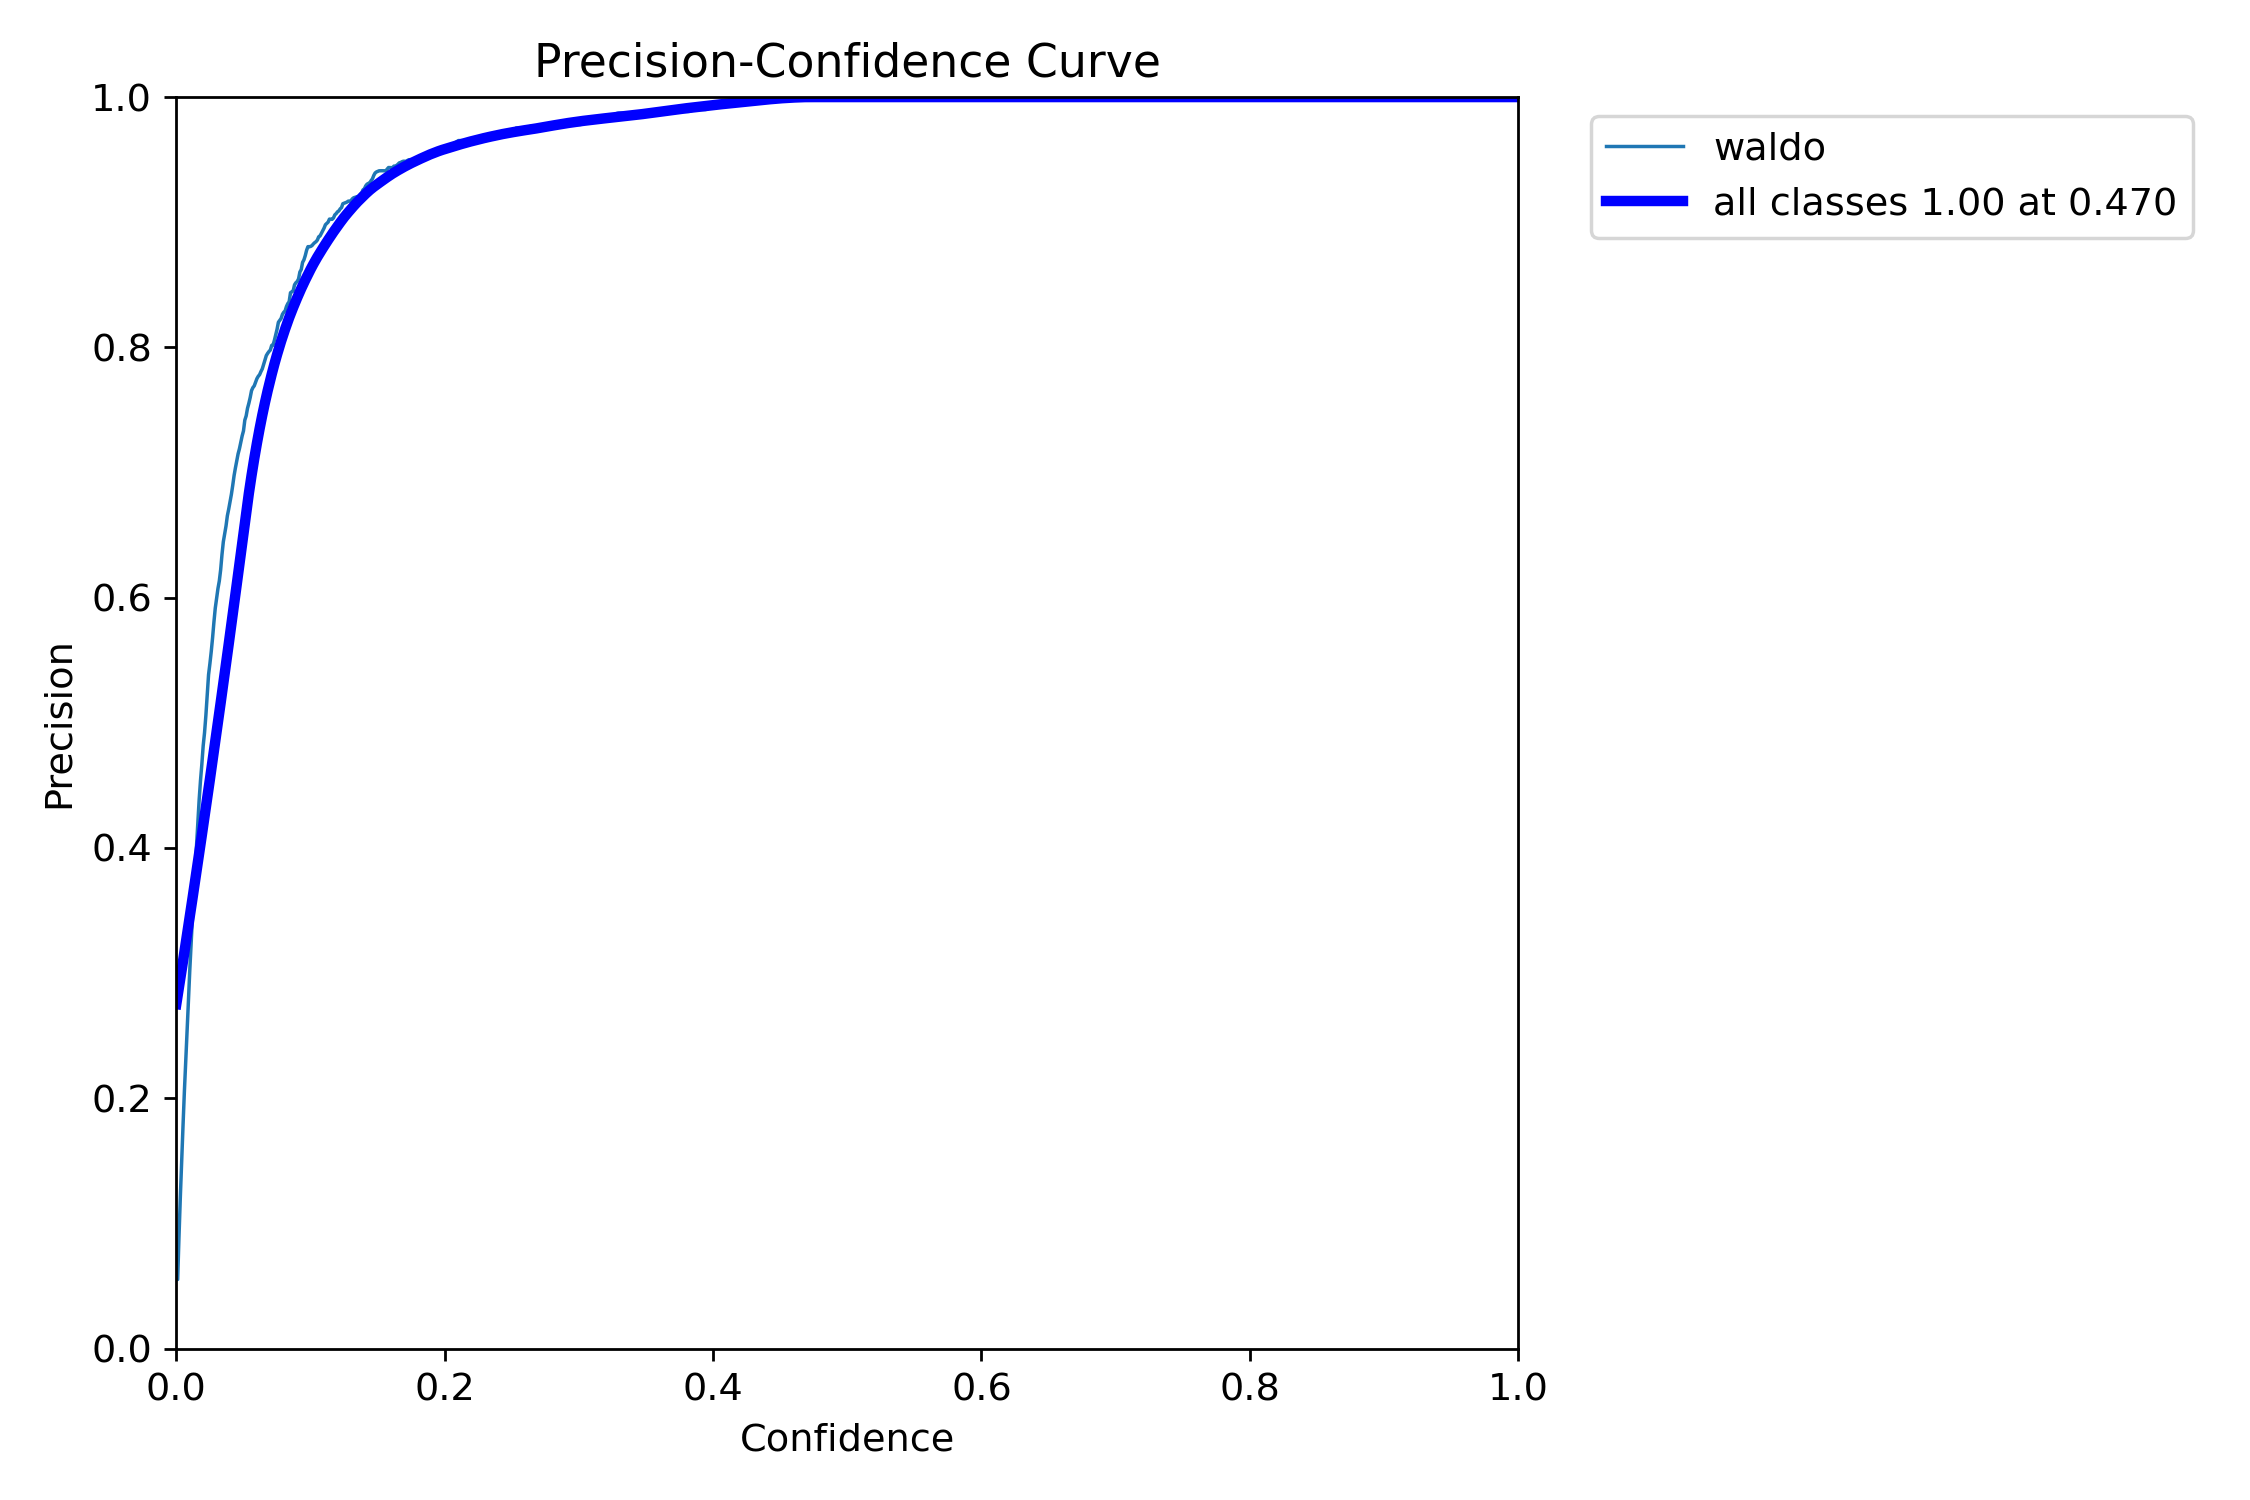 Precision-Confidence Curve
1.0
0.8
0.6
0.4
0.2
0.0
Precision
0.0 0.2 0.4 0.6 0.8 1.0
Confidence
waldo
all classes 1.00 at 0.470